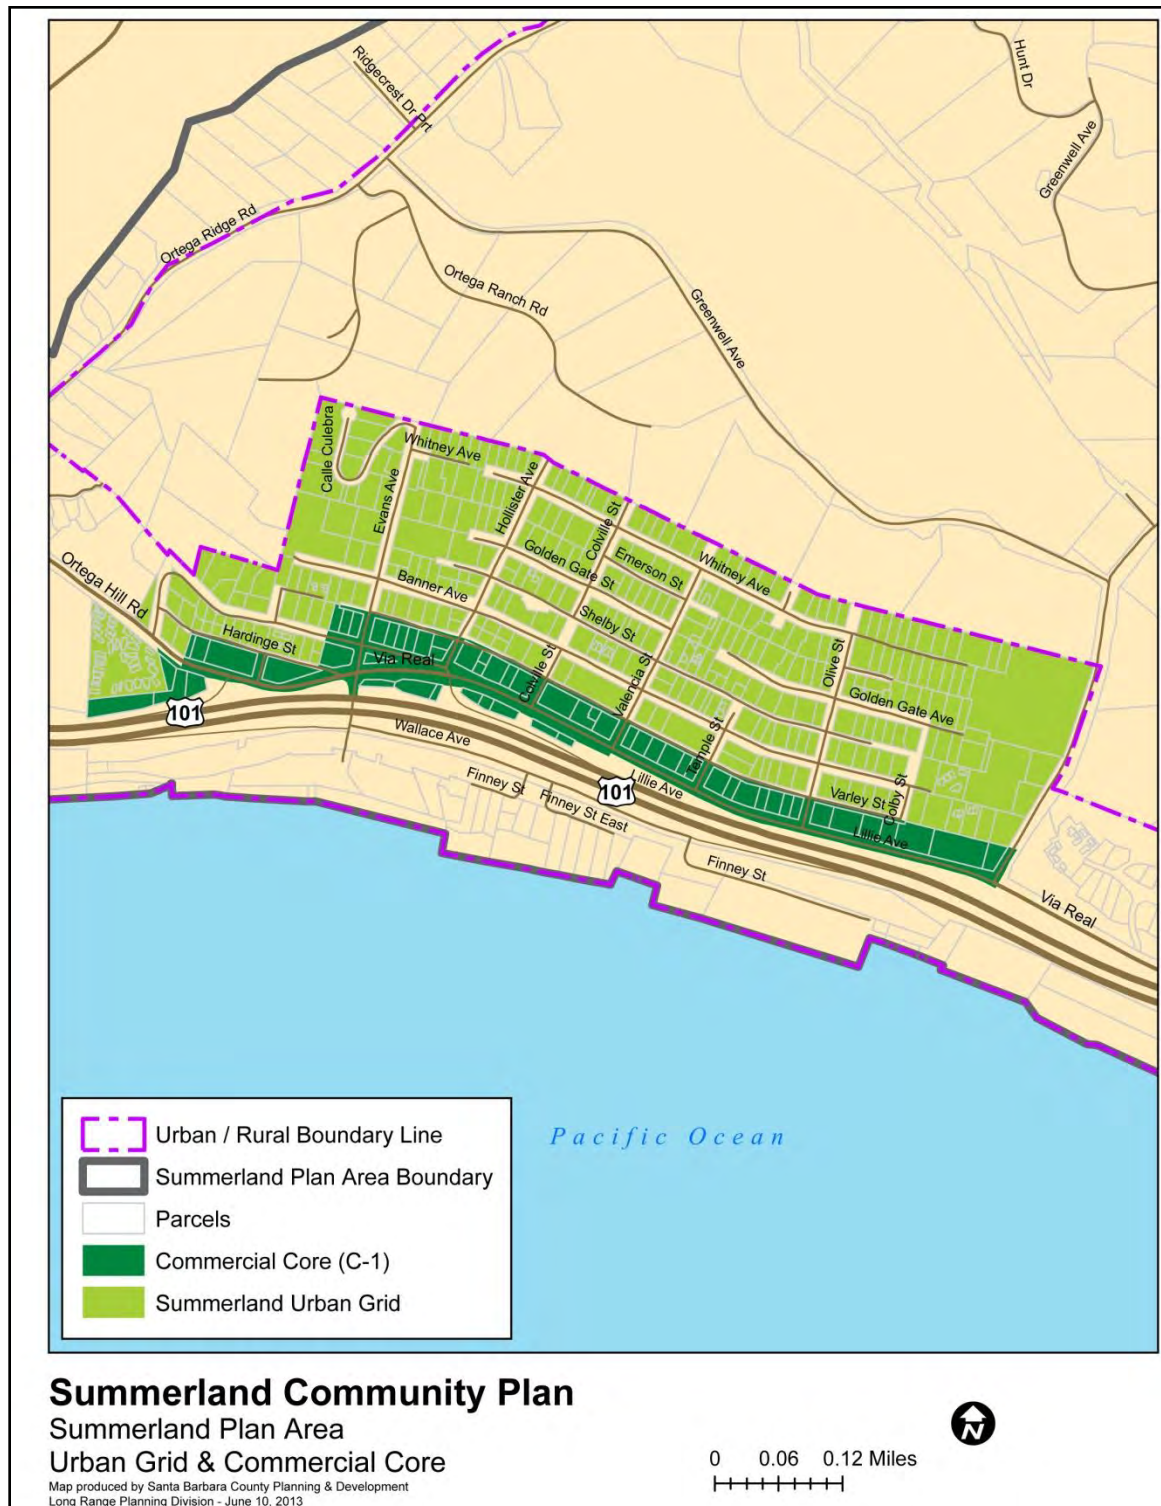 Ridgecrest Dr Prt
Hunt Dr
Greenwell Ave
Ortega Ridge Rd
Ortega Ranch Rd
Greenwell Ave
Calle Culebra
Whitney Ave
Evans Ave
Hollister Ave
Colville St
Golden Gate St
Emerson St
Whitney Ave
Ortega Hill Rd
Banner Ave
Shelby St
Hardinge St
Via Real
Colville St
Valencia St
Olive St
Golden Gate Ave
101
Wallace Ave
Temple St
Finney St
Finney St East
101
Lillie Ave
Varley St
Colby St
Lillie Ave
Finney St
Via Real
Pacific Ocean
Urban / Rural Boundary Line
Summerland Plan Area Boundary
Parcels
Commercial Core (C-1)
Summerland Urban Grid
Summerland Community Plan
Summerland Plan Area
Urban Grid & Commercial Core
Map produced by Santa Barbara County Planning & Development
Long Range Planning Division - June 10, 2013
N
0 0.06 0.12 Miles